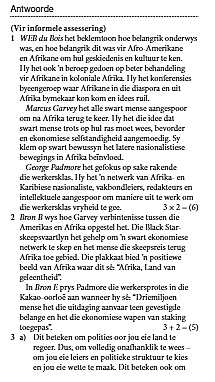 Antwoorde
(Vir informele assessering)
1 WEB du Bois het beklemtoon hoe belangrik onderwys
was, en hoe belangrik dit was vir Afro-Amerikane
en Afrikane om hul geskiedenis en kultuur te ken.
Hy het ook 'n beroep gedoen op beter behandeling
vir Afrikane in koloniale Afrika. Hy het konferensies
byeengeroep waar Afrikane in die diaspora en uit
Afrika bymekaar kon kom en idees ruil.
Marcus Garvey het alle swart mense aangespoor
om na Afrika terug te keer. Hy het die idee dat
swart mense trots op hul ras moet wees, bevorder
en ekonomiese selfstandigheid aangemoedig. Sy
klem op swart bewussyn het latere nasionalistiese
bewegings in Afrika beïnvloed.
George Padmore het gefokus op sake rakende
die werkersklas. Hy het 'n netwerk van Afrika- en
Karibiese nasionaliste, vakbondleiers, redakteurs en
intellektuele aangespoor om maniere uit te werk om
die werkersklas vryheid te gee. 3 × 2 = (6)
2 Bron B wys hoe Garvey verbintenisse tussen die
Amerikas en Afrika opgestel het. Die Black Star-
skeepsvaartlyn het gehelp om 'n swart ekonomiese
netwerk te skep en het mense die skeepsreis terug
Afrika toe gebied. Die plakkaat bied 'n positiewe
beeld van Afrika waar dit sê: "Afrika, Land van
geleentheid".
In Bron E prys Padmore die werkersprotes in die
Kakao-oorloë aan wanneer hy sê: "Driemiljoen
mense het die uitdaging aanvaar teen gevestigde
belange en het die ekonomiese wapen van staking
toegepas". 3 + 2 = (5)
3 a) Dit beteken om polities oor jou eie land te
regeer. Dus, om volledig onafhanklik te wees –
om jou eie leiers en politieke struktuur te kies
en jou eie wette te maak. Dit beteken ook om